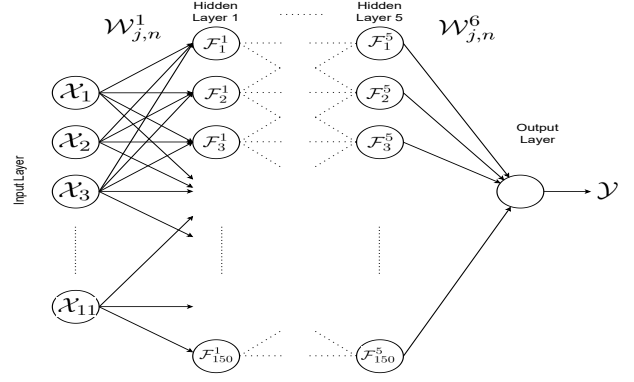 Hidden
Layer 1
Hidden
Layer 5
𝒲¹ⱼ,ₙ
𝒲⁶ⱼ,ₙ
ℱ¹₁
ℱ⁵₁
𝒳₁
ℱ¹₂
ℱ⁵₂
𝒳₂
ℱ¹₃
ℱ⁵₃
Output
Layer
Input Layer
𝒳₃
𝒴
𝒳₁₁
ℱ¹₁₅₀
ℱ⁵₁₅₀